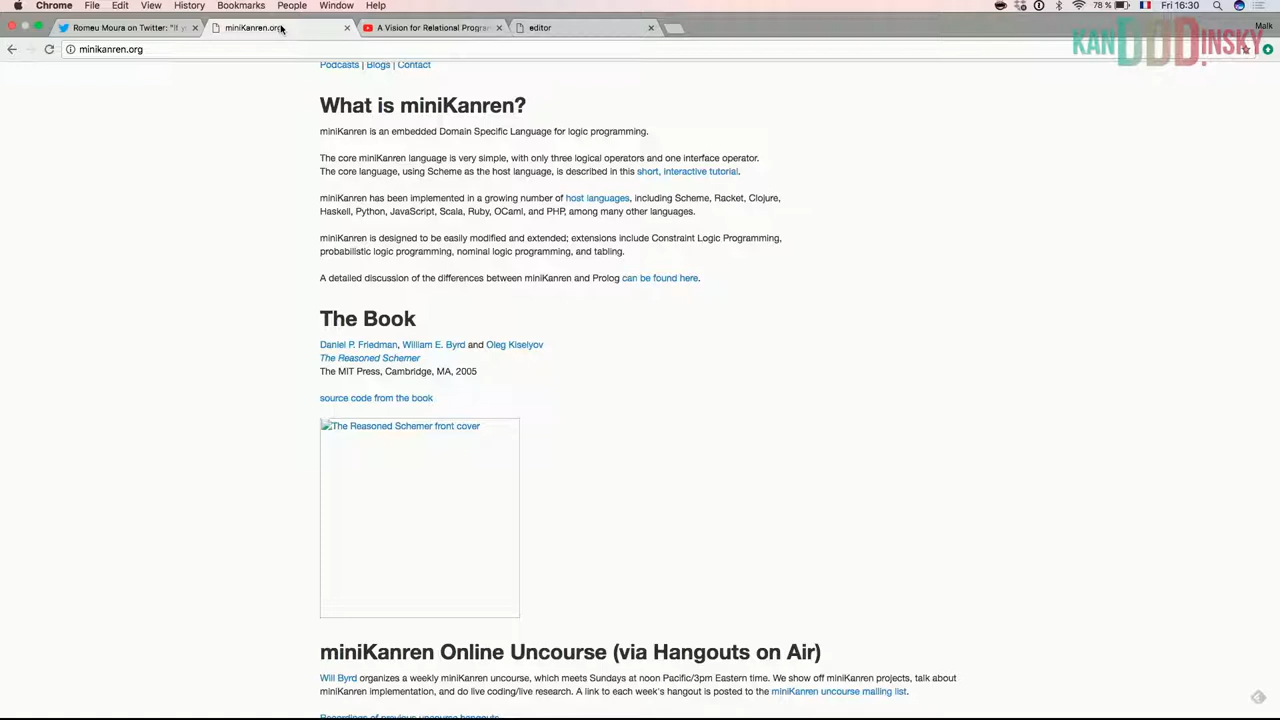 Chrome File Edit View History Bookmarks People Window Help 78 % Fri 16:30
Romeu Moura on Twitter: "If y miniKanren.org A Vision for Relational Progra editor Malk
minikanren.org
KANDDDINSKY
Podcasts | Blogs | Contact
What is miniKanren?
miniKanren is an embedded Domain Specific Language for logic programming.
The core miniKanren language is very simple, with only three logical operators and one interface operator.
The core language, using Scheme as the host language, is described in this short, interactive tutorial.
miniKanren has been implemented in a growing number of host languages, including Scheme, Racket, Clojure,
Haskell, Python, JavaScript, Scala, Ruby, OCaml, and PHP, among many other languages.
miniKanren is designed to be easily modified and extended; extensions include Constraint Logic Programming,
probabilistic logic programming, nominal logic programming, and tabling.
A detailed discussion of the differences between miniKanren and Prolog can be found here.
The Book
Daniel P. Friedman, William E. Byrd and Oleg Kiselyov
The Reasoned Schemer
The MIT Press, Cambridge, MA, 2005
source code from the book
The Reasoned Schemer front cover
miniKanren Online Uncourse (via Hangouts on Air)
Will Byrd organizes a weekly miniKanren uncourse, which meets Sundays at noon Pacific/3pm Eastern time. We show off miniKanren projects, talk about
miniKanren implementation, and do live coding/live research. A link to each week's hangout is posted to the miniKanren uncourse mailing list.
Recordings of previous uncourse hangouts